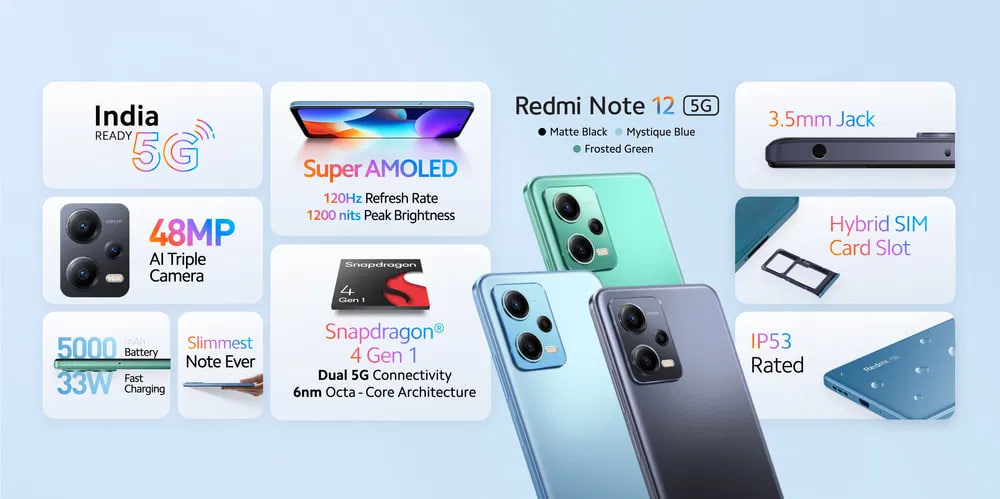 India
READY
5G
48MP
AI Triple
Camera
5000 mAh
Battery
33W Fast
Charging
Slimmest
Note Ever
Super AMOLED
120Hz Refresh Rate
1200 nits Peak Brightness
Snapdragon
4
Gen 1
Snapdragon®
4 Gen 1
Dual 5G Connectivity
6nm Octa - Core Architecture
Redmi Note 12 5G
Matte Black Mystique Blue
Frosted Green
3.5mm Jack
Hybrid SIM
Card Slot
IP53
Rated
Redmi